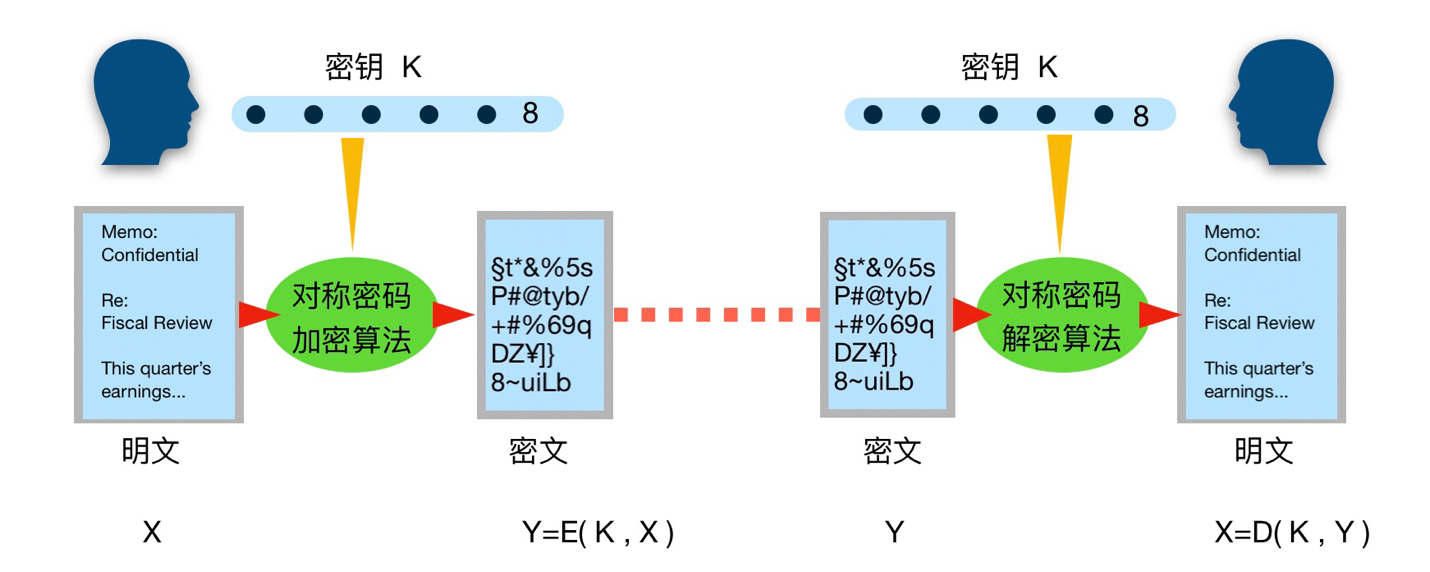 密钥 K
8
密钥 K
8
Memo:
Confidential
Re:
Fiscal Review
This quarter's
earnings...
对称密码
加密算法
§t*&%5s
P#@tyb/
+#%69q
DZ¥]}
8~uiLb
§t*&%5s
P#@tyb/
+#%69q
DZ¥]}
8~uiLb
对称密码
解密算法
Memo:
Confidential
Re:
Fiscal Review
This quarter's
earnings...
明文
密文
密文
明文
X
Y=E( K , X )
Y
X=D( K , Y )